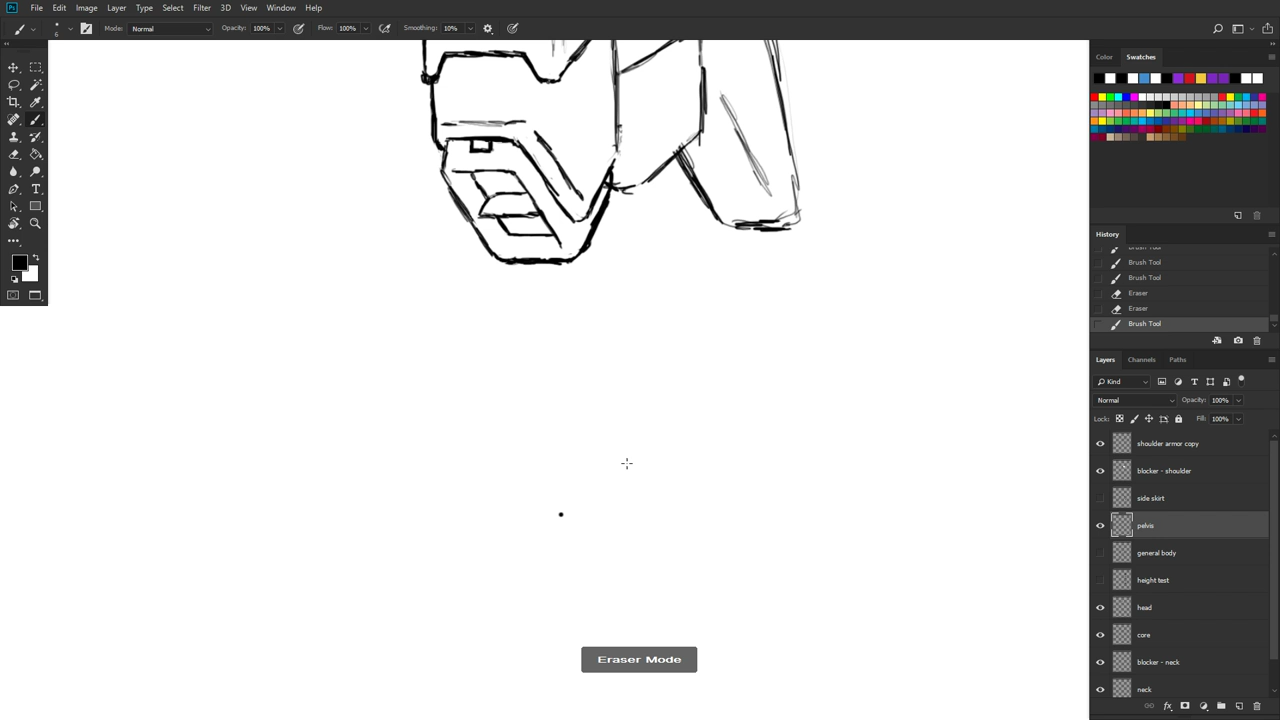 Ps File Edit Image Layer Type Select Filter 3D View Window Help
6 Mode: Normal Opacity: 100% Flow: 100% Smoothing: 10%
Color Swatches
History
Brush Tool
Brush Tool
Brush Tool
Eraser
Eraser
Brush Tool
Layers Channels Paths
Kind
Normal Opacity: 100%
Lock: Fill: 100%
shoulder armor copy
blocker - shoulder
side skirt
pelvis
general body
height test
head
core
blocker - neck
neck
Eraser Mode